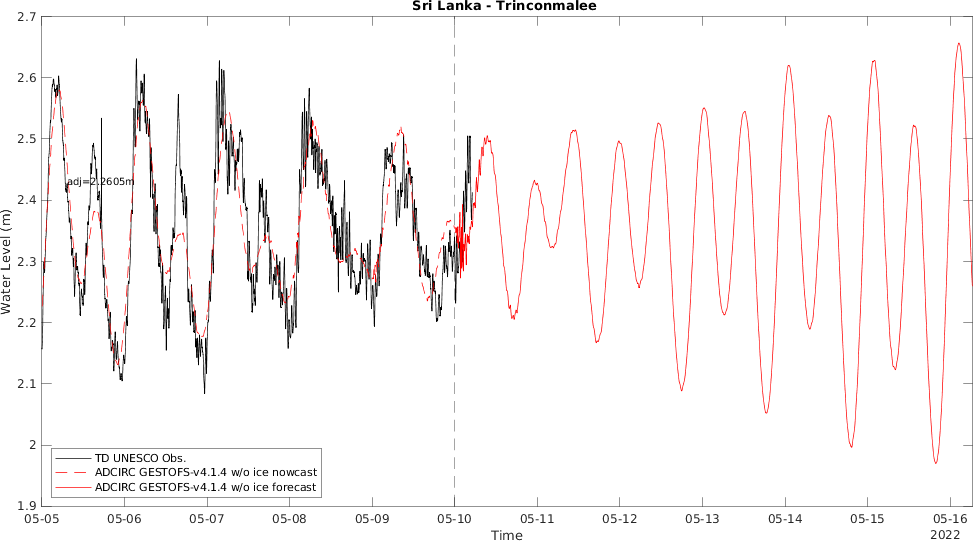 Sri Lanka - Trinconmalee
2.7
2.6
2.5
2.4
2.3
2.2
2.1
2
1.9
Water Level (m)
adj=2.2605m
TD UNESCO Obs.
ADCIRC GESTOFS-v4.1.4 w/o ice nowcast
ADCIRC GESTOFS-v4.1.4 w/o ice forecast
05-05 05-06 05-07 05-08 05-09 05-10 05-11 05-12 05-13 05-14 05-15 05-16
Time
2022